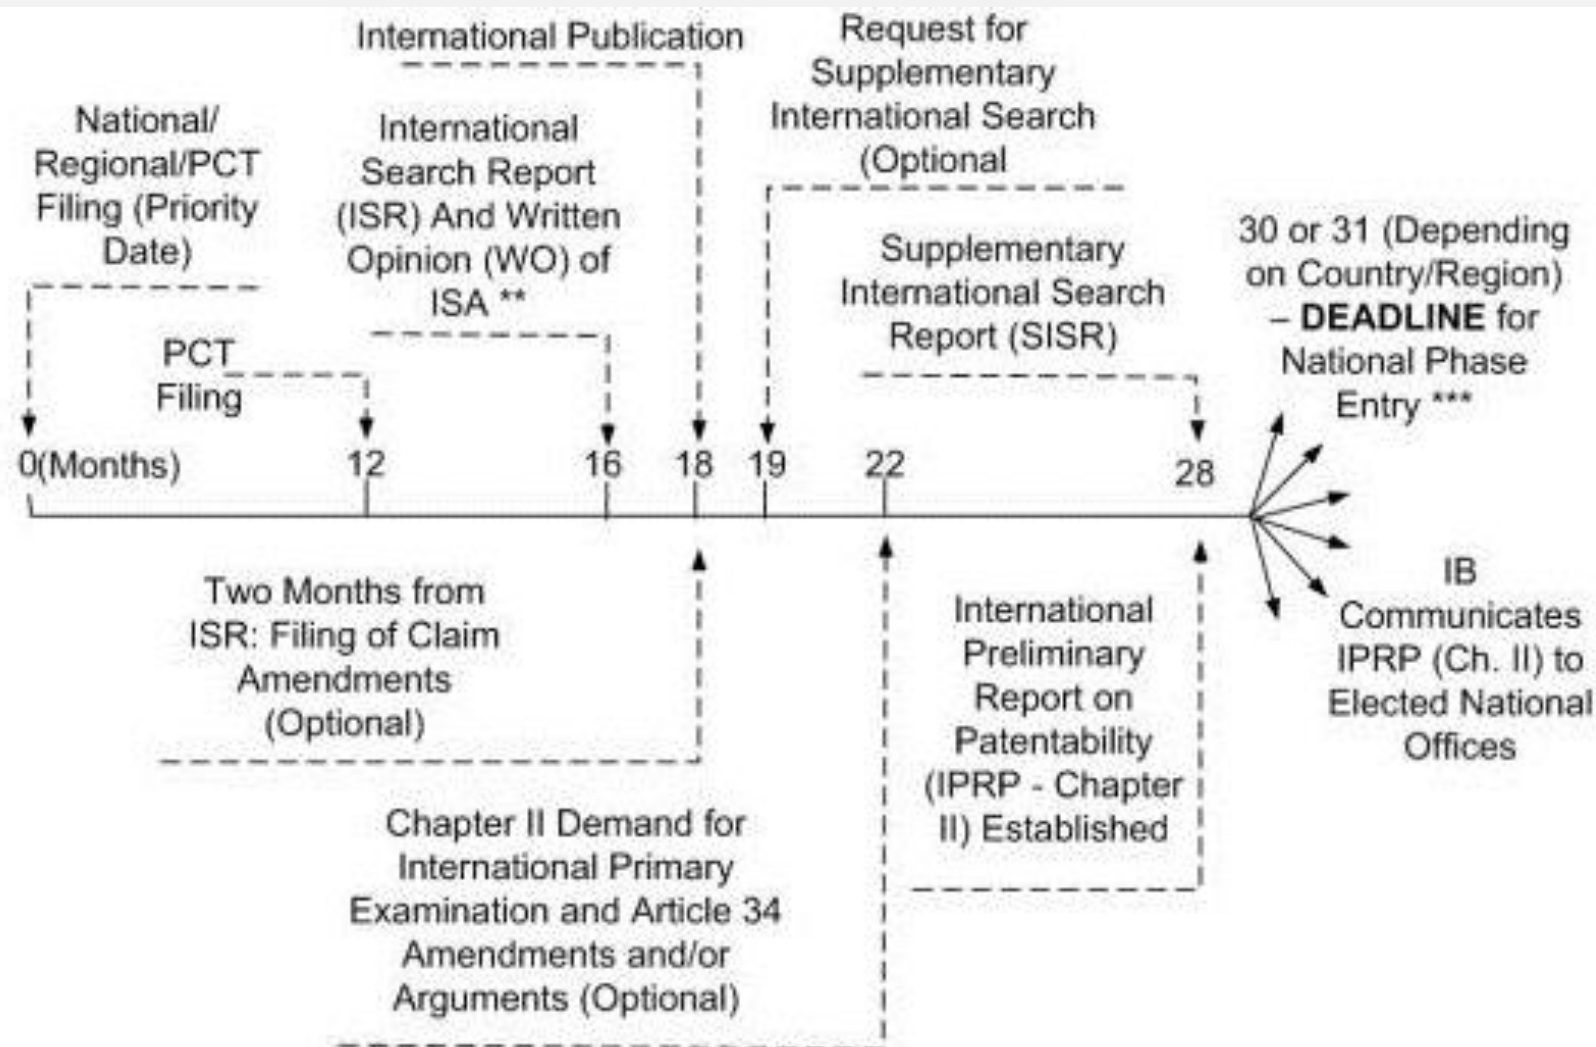 International Publication
Request for
Supplementary
International Search
(Optional
National/
Regional/PCT
Filing (Priority
Date)
International
Search Report
(ISR) And Written
Opinion (WO) of
ISA **
Supplementary
International Search
Report (SISR)
30 or 31 (Depending
on Country/Region)
– DEADLINE for
National Phase
Entry ***
PCT
Filing
0(Months) 12 16 18 19 22 28
Two Months from
ISR: Filing of Claim
Amendments
(Optional)
International
Preliminary
Report on
Patentability
(IPRP - Chapter
II) Established
IB
Communicates
IPRP (Ch. II) to
Elected National
Offices
Chapter II Demand for
International Primary
Examination and Article 34
Amendments and/or
Arguments (Optional)